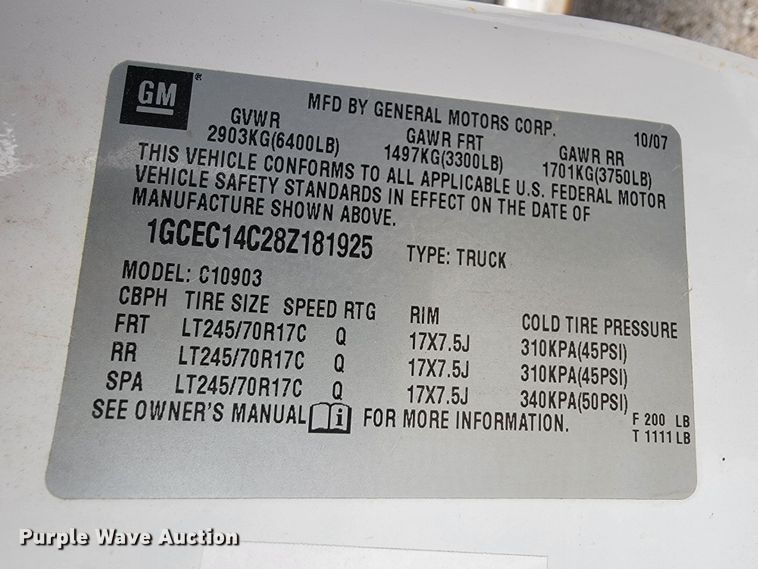 GM ®
MFD BY GENERAL MOTORS CORP. 10/07
GVWR GAWR FRT GAWR RR
2903KG(6400LB) 1497KG(3300LB) 1701KG(3750LB)
THIS VEHICLE CONFORMS TO ALL APPLICABLE U.S. FEDERAL MOTOR
VEHICLE SAFETY STANDARDS IN EFFECT ON THE DATE OF
MANUFACTURE SHOWN ABOVE.
1GCEC14C28Z181925 TYPE: TRUCK
MODEL: C10903
CBPH TIRE SIZE SPEED RTG RIM COLD TIRE PRESSURE
FRT LT245/70R17C Q 17X7.5J 310KPA(45PSI)
RR LT245/70R17C Q 17X7.5J 310KPA(45PSI)
SPA LT245/70R17C Q 17X7.5J 340KPA(50PSI)
SEE OWNER'S MANUAL i FOR MORE INFORMATION. F 200 LB
T 1111 LB
Purple Wave Auction